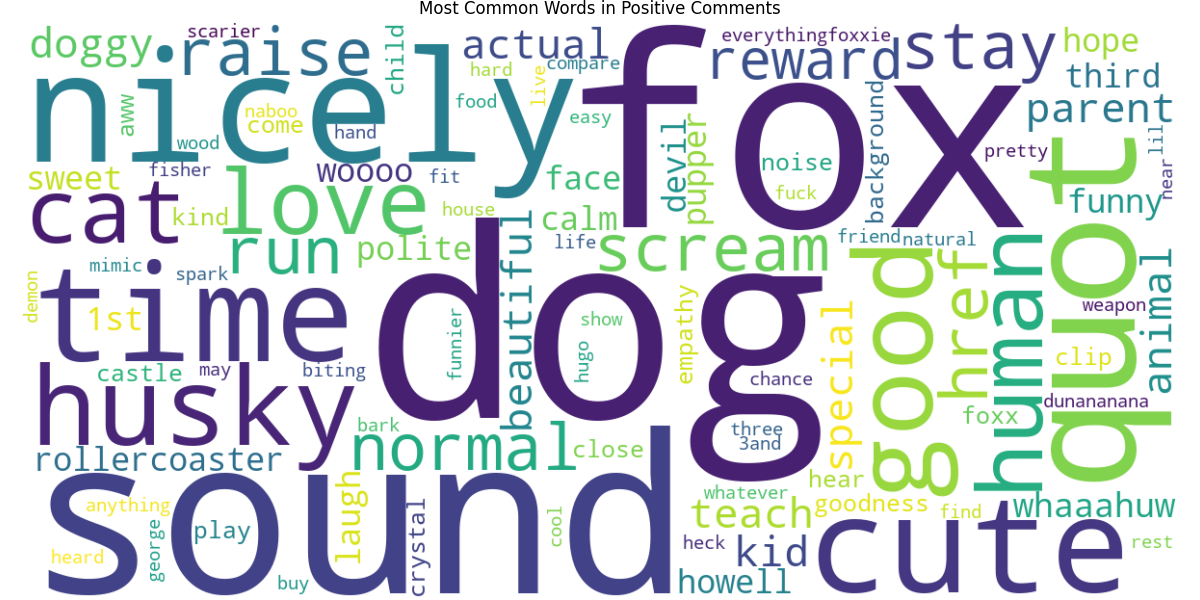 Most Common Words in Positive Comments
doggy
scarier
raise
child
actual
everythingfoxxie
reward
stay
hope
nicely
fox
aww
naboo
come
hand
wood
hard
live
compare
food
easy
third
parent
devil
pupper
noise
fuck
background
pretty
quot
lil
near
sweet
fisher
woooo
fit
face
cat
kind
love
house
calm
funny
run
polite
life
scream
friend
natural
beautiful
mimic
spark
demon
time
1st
dog
funnier
hugo
show
empathy
special
good
href
human
weapon
animal
clip
castle
may
biting
chance
dunananana
husky
bark
normal
close
three
3and
foxx
rollercoaster
sound
anything
laugh
crystal
play
george
heard
buy
cool
whatever
hear
goodness
find
teach
whaaahuw
heck
kid
cute
rest
howell